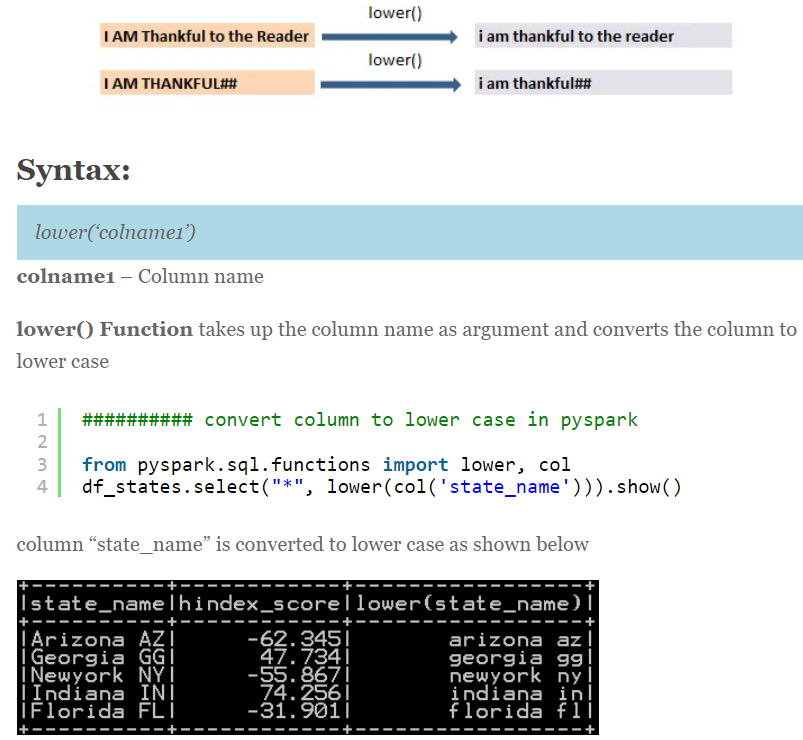 lower()
I AM Thankful to the Reader i am thankful to the reader
lower()
I AM THANKFUL## i am thankful##
Syntax:
lower(‘colname1’)
colname1 – Column name
lower() Function takes up the column name as argument and converts the column to
lower case
1 ########## convert column to lower case in pyspark
2
3 from pyspark.sql.functions import lower, col
4 df_states.select("*", lower(col('state_name'))).show()
column “state_name” is converted to lower case as shown below
+----------+------------+-----------------+
|state_name|hindex_score|lower(state_name)|
+----------+------------+-----------------+
|Arizona AZ|     -62.345|       arizona az|
|Georgia GG|      47.734|       georgia gg|
|Newyork NY|     -55.867|       newyork ny|
|Indiana IN|      74.256|       indiana in|
|Florida FL|     -31.901|       florida fl|
+----------+------------+-----------------+